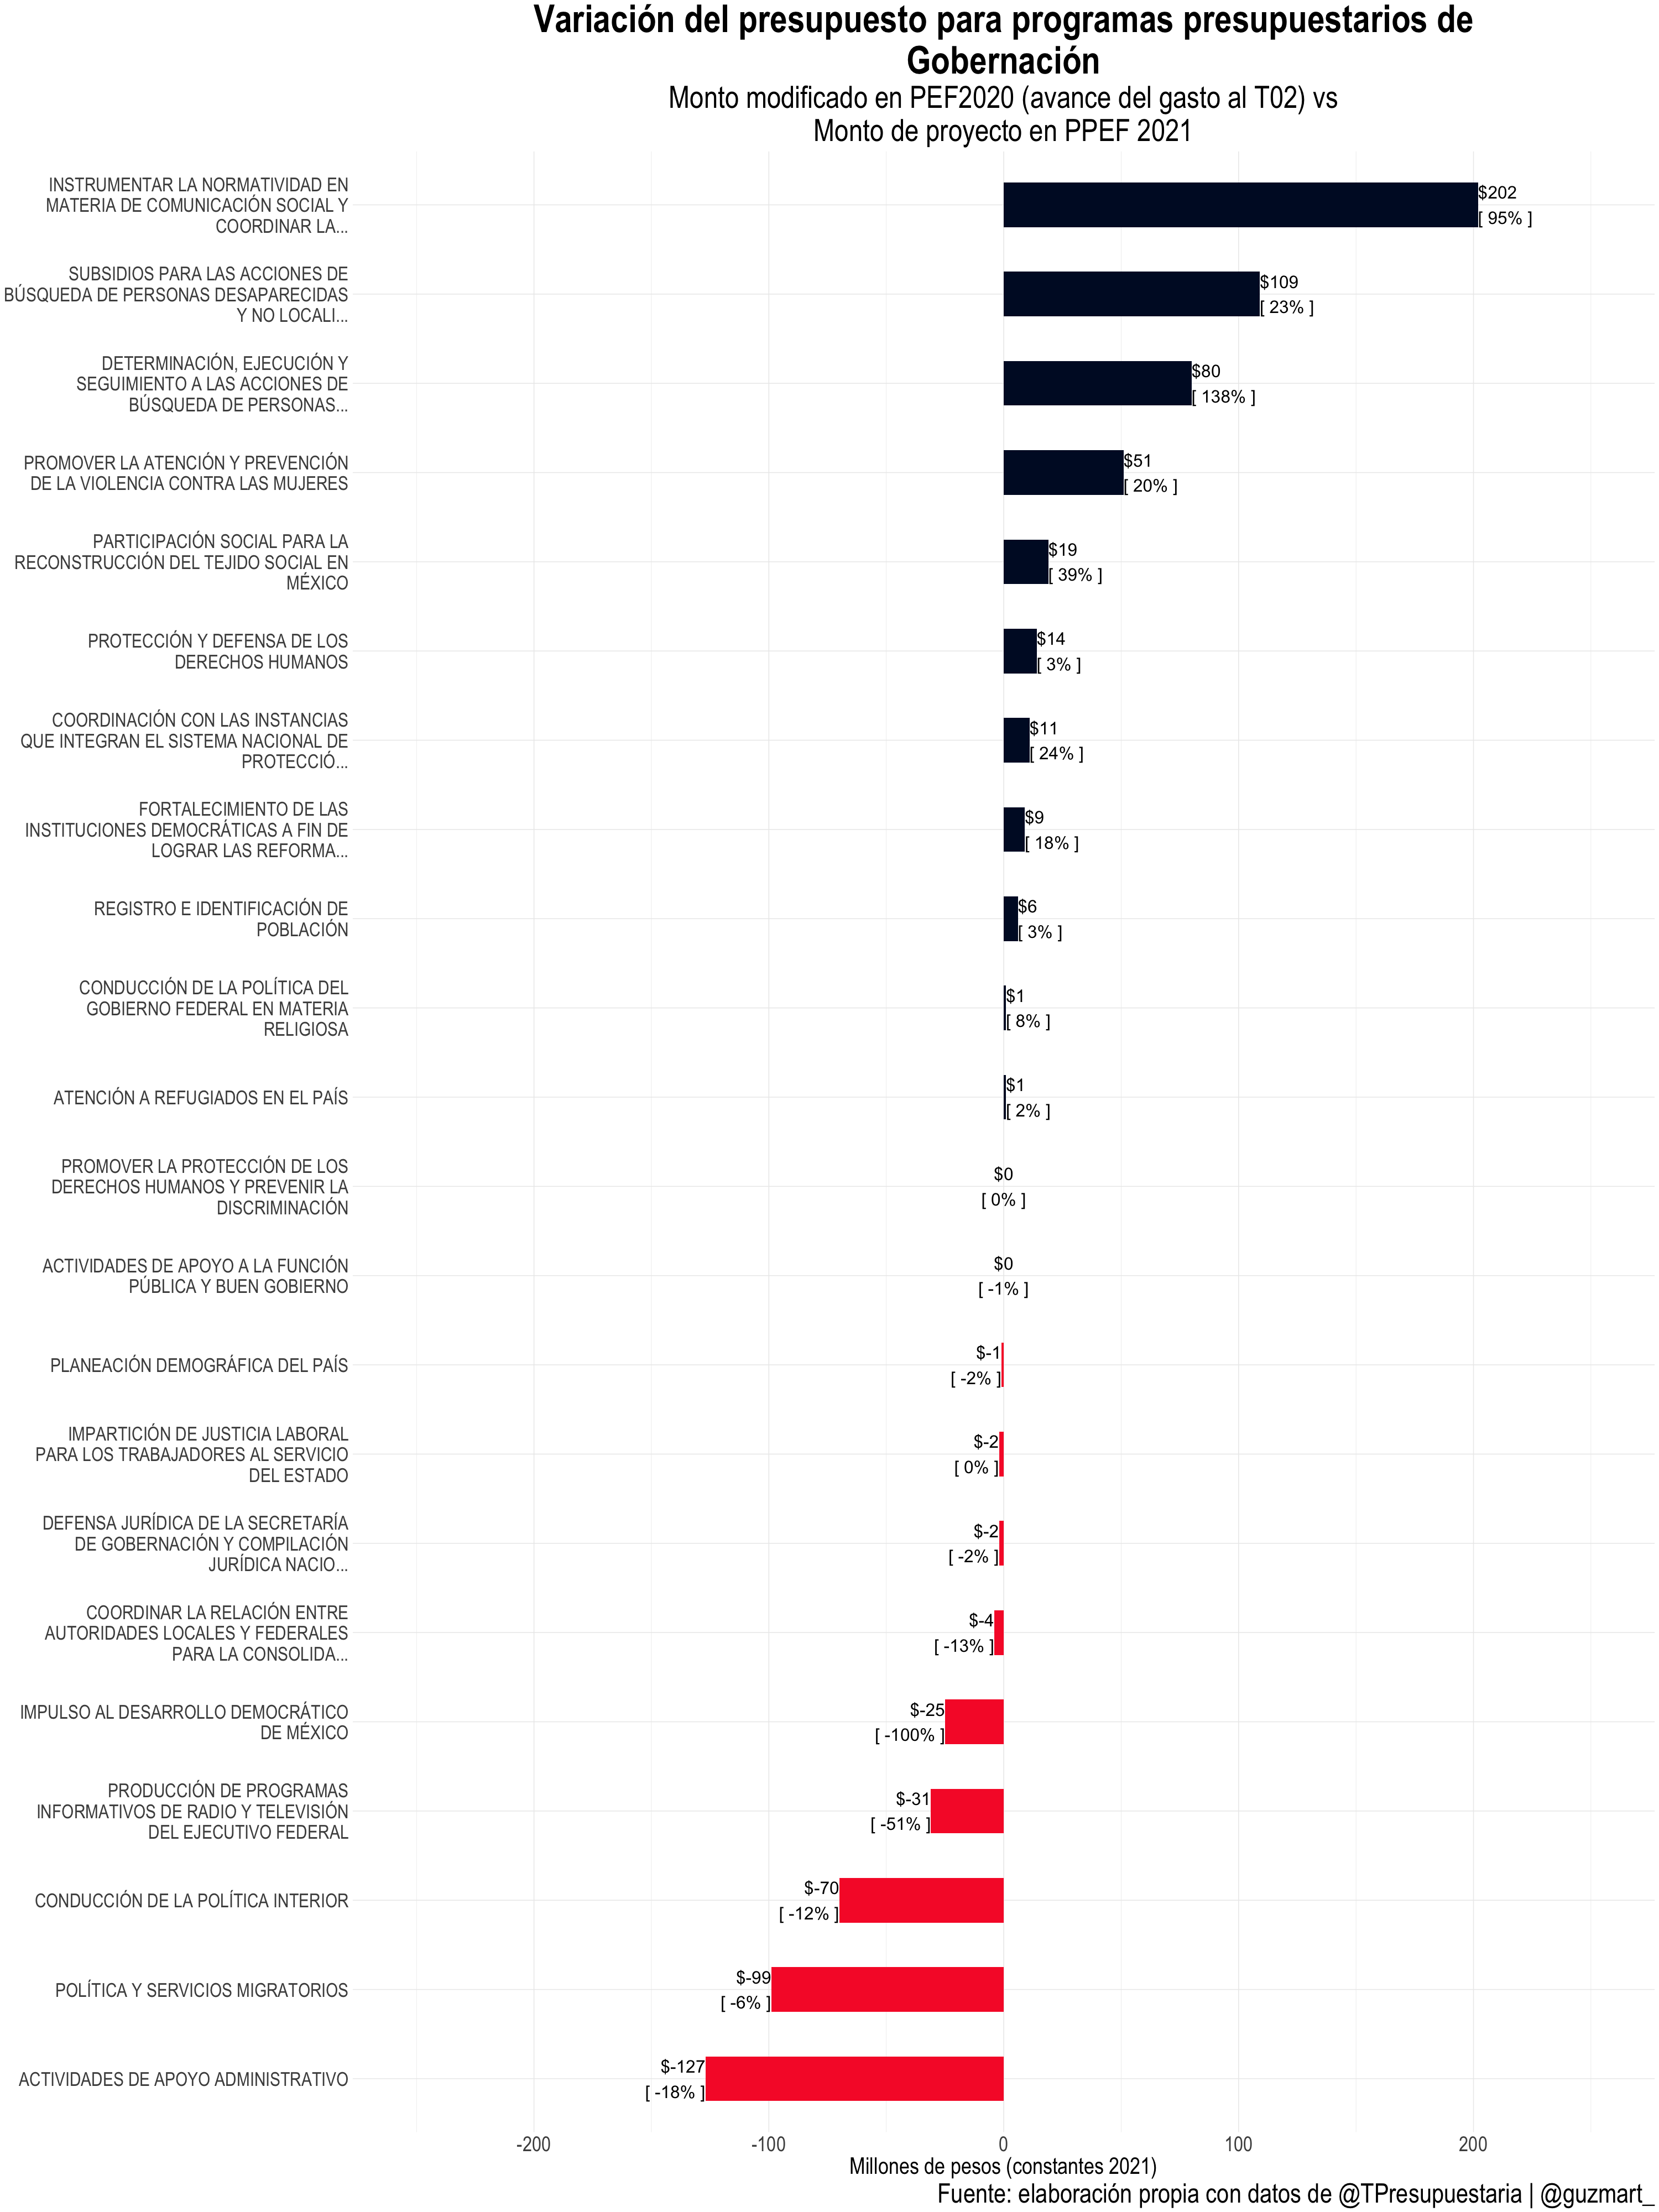 Variación del presupuesto para programas presupuestarios de
Gobernación
Monto modificado en PEF2020 (avance del gasto al T02) vs
Monto de proyecto en PPEF 2021
INSTRUMENTAR LA NORMATIVIDAD EN
MATERIA DE COMUNICACIÓN SOCIAL Y
COORDINAR LA...
$202
[ 95% ]
SUBSIDIOS PARA LAS ACCIONES DE
BÚSQUEDA DE PERSONAS DESAPARECIDAS
Y NO LOCALI...
$109
[ 23% ]
DETERMINACIÓN, EJECUCIÓN Y
SEGUIMIENTO A LAS ACCIONES DE
BÚSQUEDA DE PERSONAS...
$80
[ 138% ]
PROMOVER LA ATENCIÓN Y PREVENCIÓN
DE LA VIOLENCIA CONTRA LAS MUJERES
$51
[ 20% ]
PARTICIPACIÓN SOCIAL PARA LA
RECONSTRUCCIÓN DEL TEJIDO SOCIAL EN
MÉXICO
$19
[ 39% ]
PROTECCIÓN Y DEFENSA DE LOS
DERECHOS HUMANOS
$14
[ 3% ]
COORDINACIÓN CON LAS INSTANCIAS
QUE INTEGRAN EL SISTEMA NACIONAL DE
PROTECCIÓ...
$11
[ 24% ]
FORTALECIMIENTO DE LAS
INSTITUCIONES DEMOCRÁTICAS A FIN DE
LOGRAR LAS REFORMA...
$9
[ 18% ]
REGISTRO E IDENTIFICACIÓN DE
POBLACIÓN
$6
[ 3% ]
CONDUCCIÓN DE LA POLÍTICA DEL
GOBIERNO FEDERAL EN MATERIA
RELIGIOSA
$1
[ 8% ]
ATENCIÓN A REFUGIADOS EN EL PAÍS
$1
[ 2% ]
PROMOVER LA PROTECCIÓN DE LOS
DERECHOS HUMANOS Y PREVENIR LA
DISCRIMINACIÓN
$0
[ 0% ]
ACTIVIDADES DE APOYO A LA FUNCIÓN
PÚBLICA Y BUEN GOBIERNO
$0
[ -1% ]
PLANEACIÓN DEMOGRÁFICA DEL PAÍS
$-1
[ -2% ]
IMPARTICIÓN DE JUSTICIA LABORAL
PARA LOS TRABAJADORES AL SERVICIO
DEL ESTADO
$-2
[ 0% ]
DEFENSA JURÍDICA DE LA SECRETARÍA
DE GOBERNACIÓN Y COMPILACIÓN
JURÍDICA NACIO...
$-2
[ -2% ]
COORDINAR LA RELACIÓN ENTRE
AUTORIDADES LOCALES Y FEDERALES
PARA LA CONSOLIDA...
$-4
[ -13% ]
IMPULSO AL DESARROLLO DEMOCRÁTICO
DE MÉXICO
$-25
[ -100% ]
PRODUCCIÓN DE PROGRAMAS
INFORMATIVOS DE RADIO Y TELEVISIÓN
DEL EJECUTIVO FEDERAL
$-31
[ -51% ]
CONDUCCIÓN DE LA POLÍTICA INTERIOR
$-70
[ -12% ]
POLÍTICA Y SERVICIOS MIGRATORIOS
$-99
[ -6% ]
ACTIVIDADES DE APOYO ADMINISTRATIVO
$-127
[ -18% ]
-200 -100 0 100 200
Millones de pesos (constantes 2021)
Fuente: elaboración propia con datos de @TPresupuestaria | @guzmart_